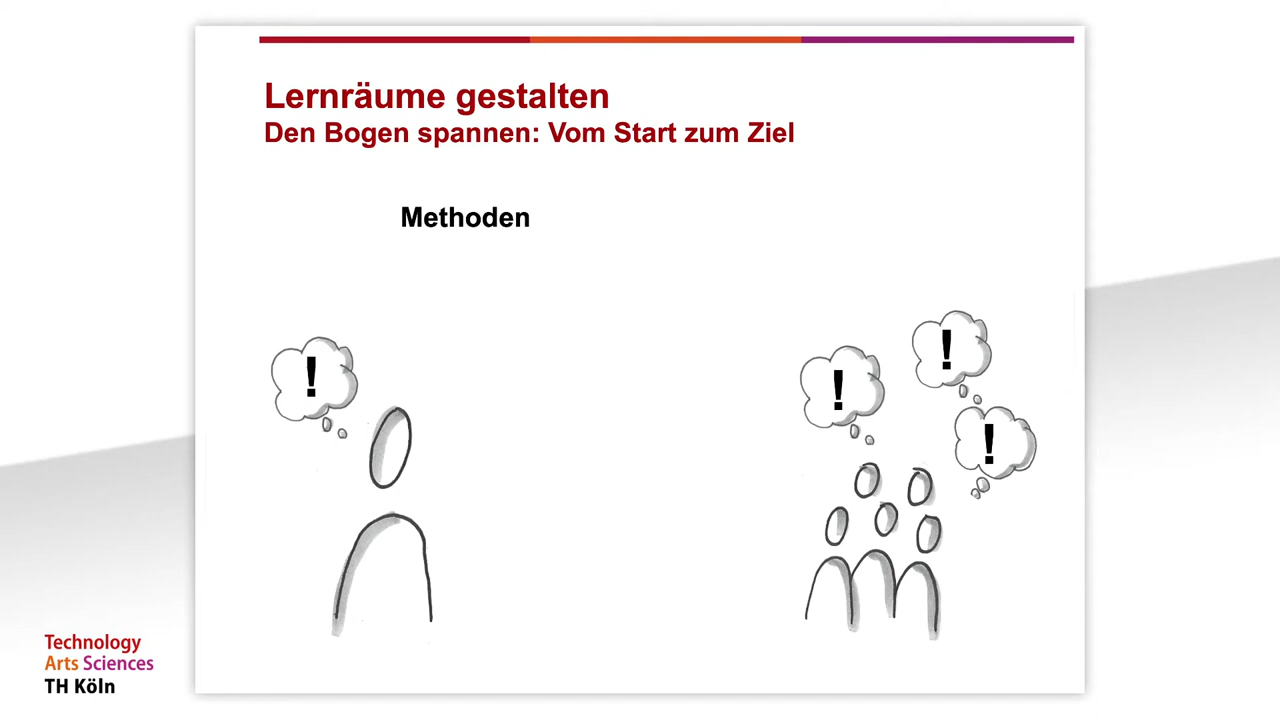 Lernräume gestalten
Den Bogen spannen: Vom Start zum Ziel
Methoden
!
!
!
!
Technology
Arts Sciences
TH Köln